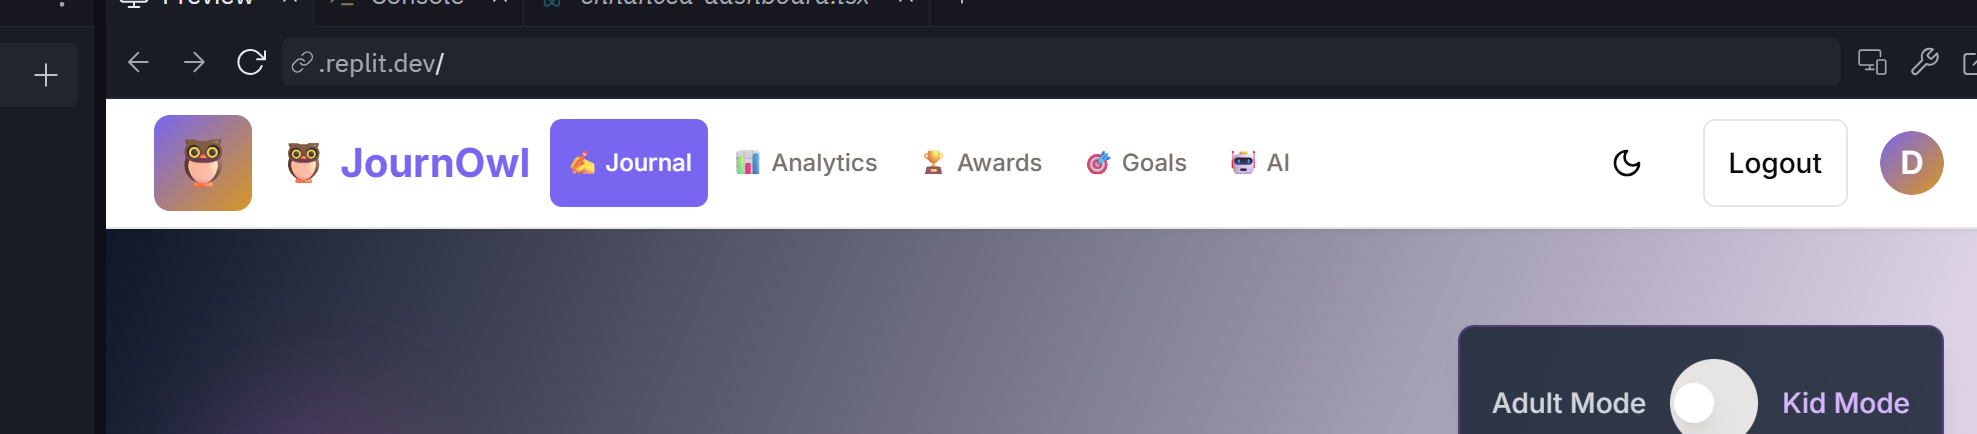 Preview
Console
enhanced-dashboard.tsx
.replit.dev/
JournOwl
Journal
Analytics
Awards
Goals
AI
Logout
D
Adult Mode
Kid Mode